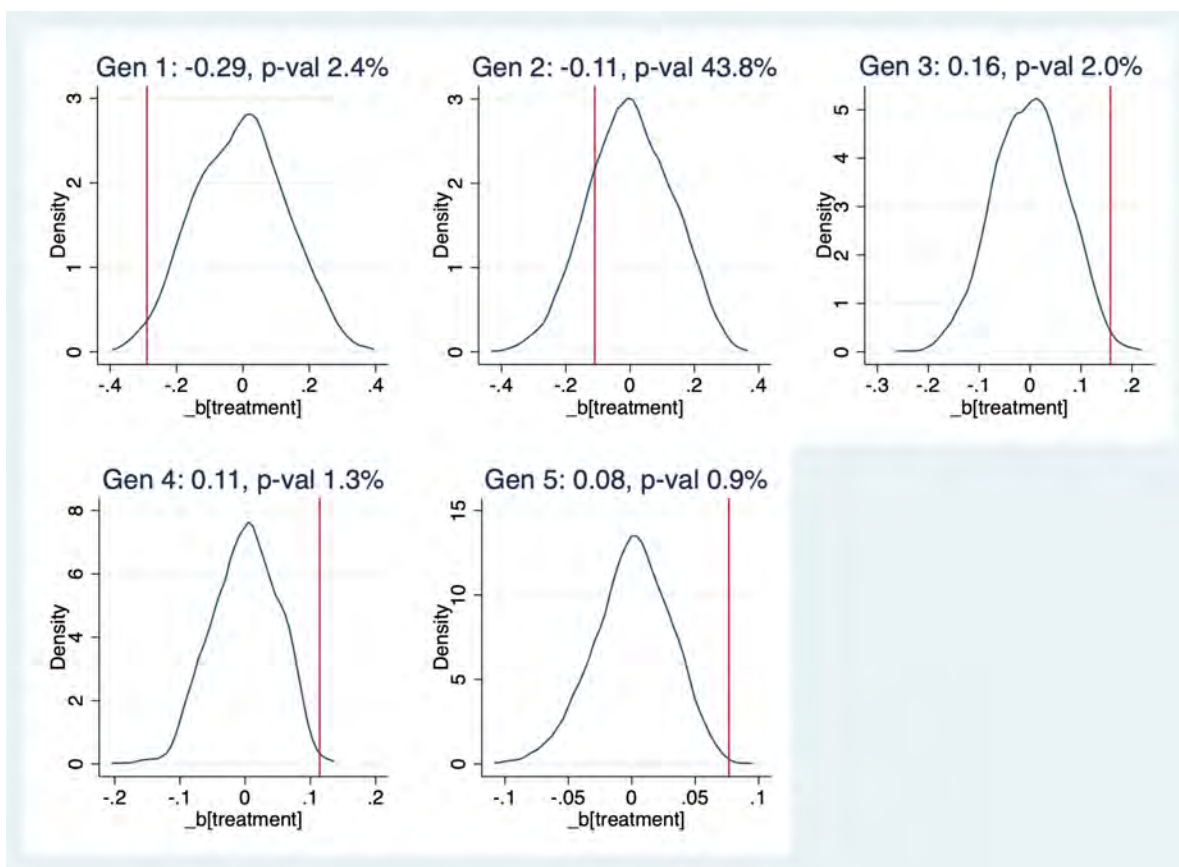 Gen 1: -0.29, p-val 2.4%
3
2
1
0
Density
-.4 -.2 0 .2 .4
_b[treatment]
Gen 2: -0.11, p-val 43.8%
3
2
1
0
Density
-.4 -.2 0 .2 .4
_b[treatment]
Gen 3: 0.16, p-val 2.0%
5
4
3
2
1
0
Density
-.3 -.2 -.1 0 .1 .2
_b[treatment]
Gen 4: 0.11, p-val 1.3%
8
6
4
2
0
Density
-.2 -.1 0 .1 .2
_b[treatment]
Gen 5: 0.08, p-val 0.9%
15
10
5
0
Density
-.1 -.05 0 .05 .1
_b[treatment]